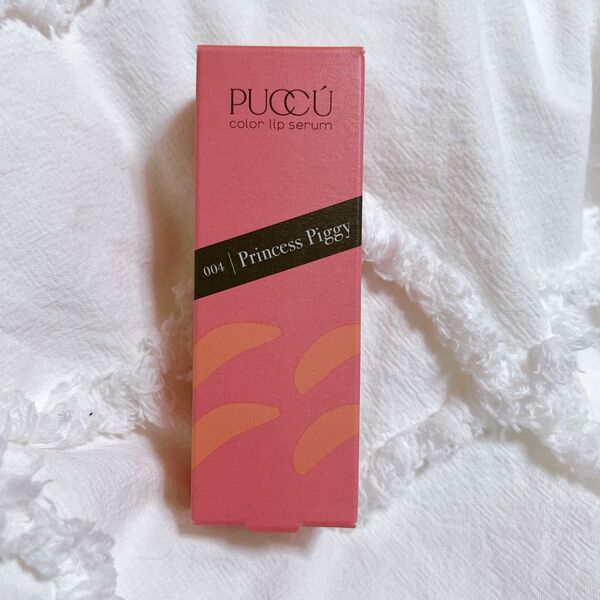 PUCCÚ
color lip serum
004 | Princess Piggy